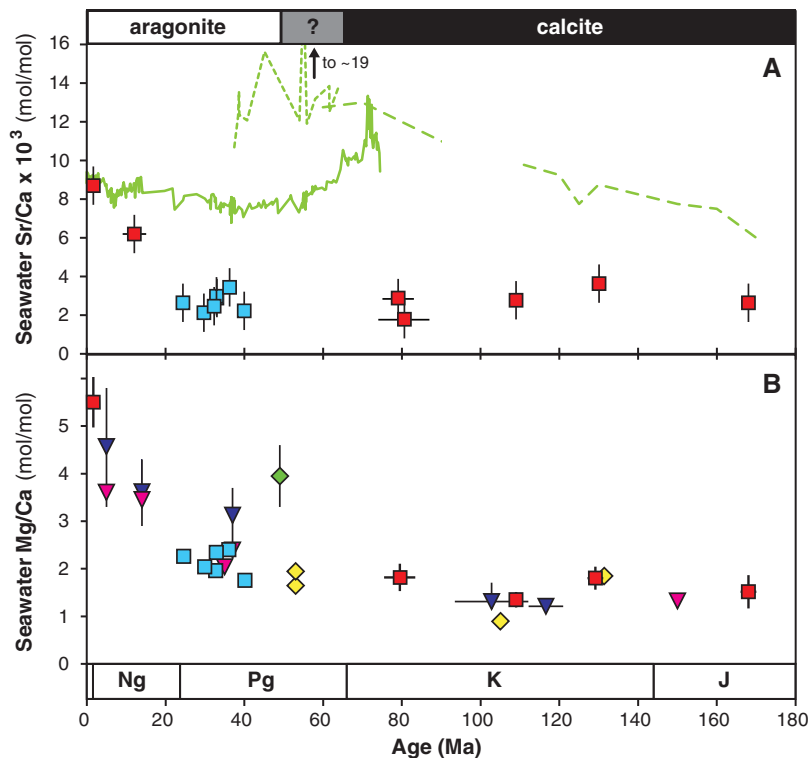 aragonite ? calcite
16
14
12
10
8
6
4
2
0
Seawater Sr/Ca x 10³ (mol/mol)
to ~19
A
5
4
3
2
1
0
Seawater Mg/Ca (mol/mol)
B
Ng Pg K J
0 20 40 60 80 100 120 140 160 180
Age (Ma)